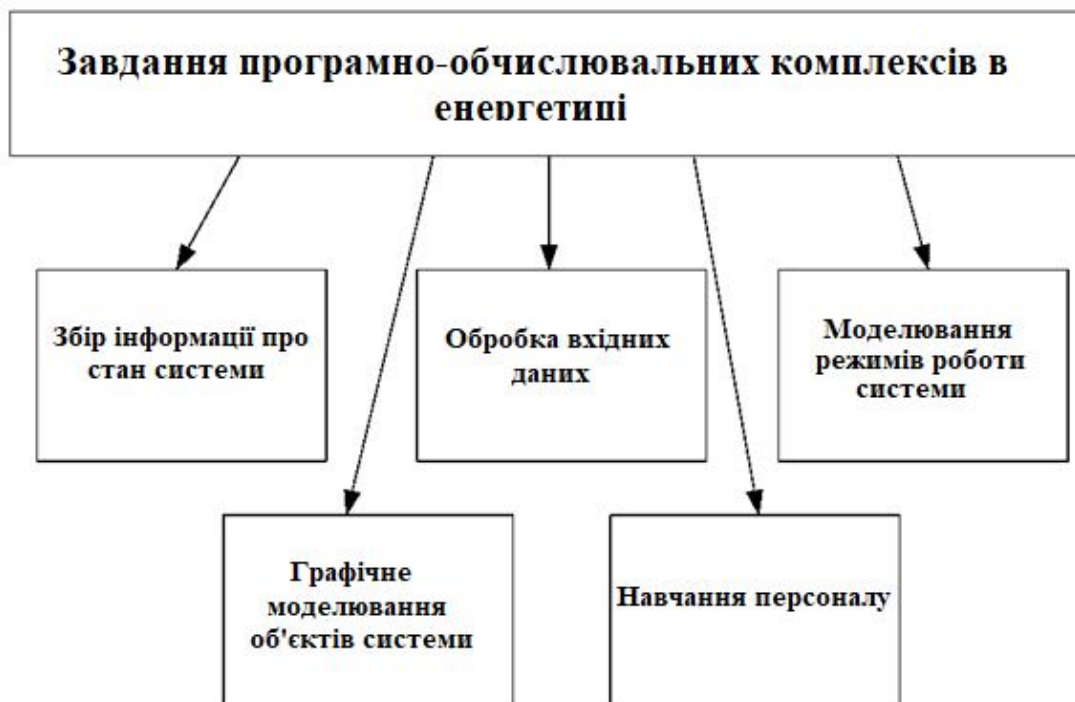 Завдання програмно-обчислювальних комплексів в
енергетипі
Збір інформації про
стан системи
Обробка вхідних
даних
Моделювання
режимів роботи
системи
Графічне
моделювання
об'єктів системи
Навчання персоналу